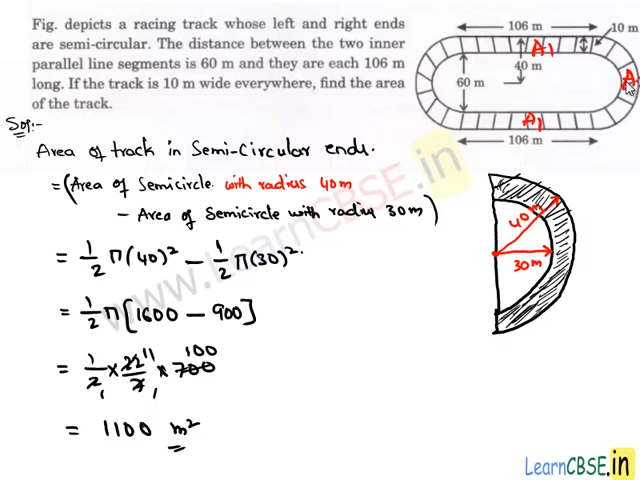 Fig. depicts a racing track whose left and right ends
are semi-circular. The distance between the two inner
parallel line segments is 60 m and they are each 106 m
long. If the track is 10 m wide everywhere, find the area
of the track.
106 m
10 m
A1
40 m
60 m
A
A1
106 m
Sol:-
Area of track in Semi-Circular ends.
= (Area of Semicircle with radius 40m
- Area of Semicircle with radius 30m)
= 1/2 π(40)² - 1/2 π(30)².
= 1/2 π[1600 - 900]
= 1/2 × 22/7 × 700
1 11 1 100
= 1100 m²
40 m
30 m
www.LearnCBSE.in
LearnCBSE.in